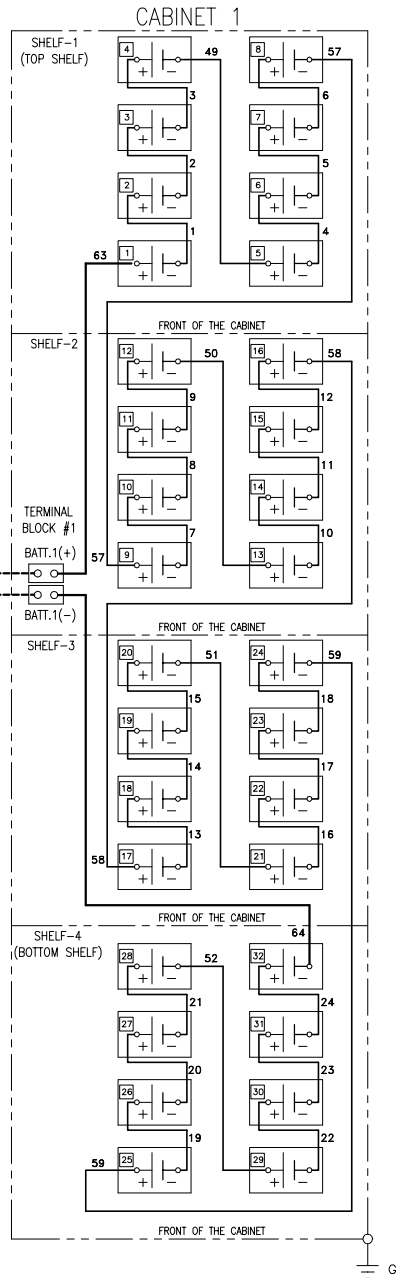 CABINET 1
SHELF-1
(TOP SHELF)
4 + - 49 8 + - 57
3 6
3 + - 7 + -
2 5
2 + - 6 + -
1 4
63 1 + - 5 + -
FRONT OF THE CABINET
SHELF-2
12 + - 50 16 + - 58
9 12
11 + - 15 + -
8 11
10 + - 14 + -
7 10
57 9 + - 13 + -
TERMINAL
BLOCK #1
BATT.1(+)
BATT.1(-)
FRONT OF THE CABINET
SHELF-3
20 + - 51 24 + - 59
15 18
19 + - 23 + -
14 17
18 + - 22 + -
13 16
58 17 + - 21 + -
FRONT OF THE CABINET
64
SHELF-4
(BOTTOM SHELF)
28 + - 52 32 + -
21 24
27 + - 31 + -
20 23
26 + - 30 + -
19 22
59 25 + - 29 + -
FRONT OF THE CABINET
G